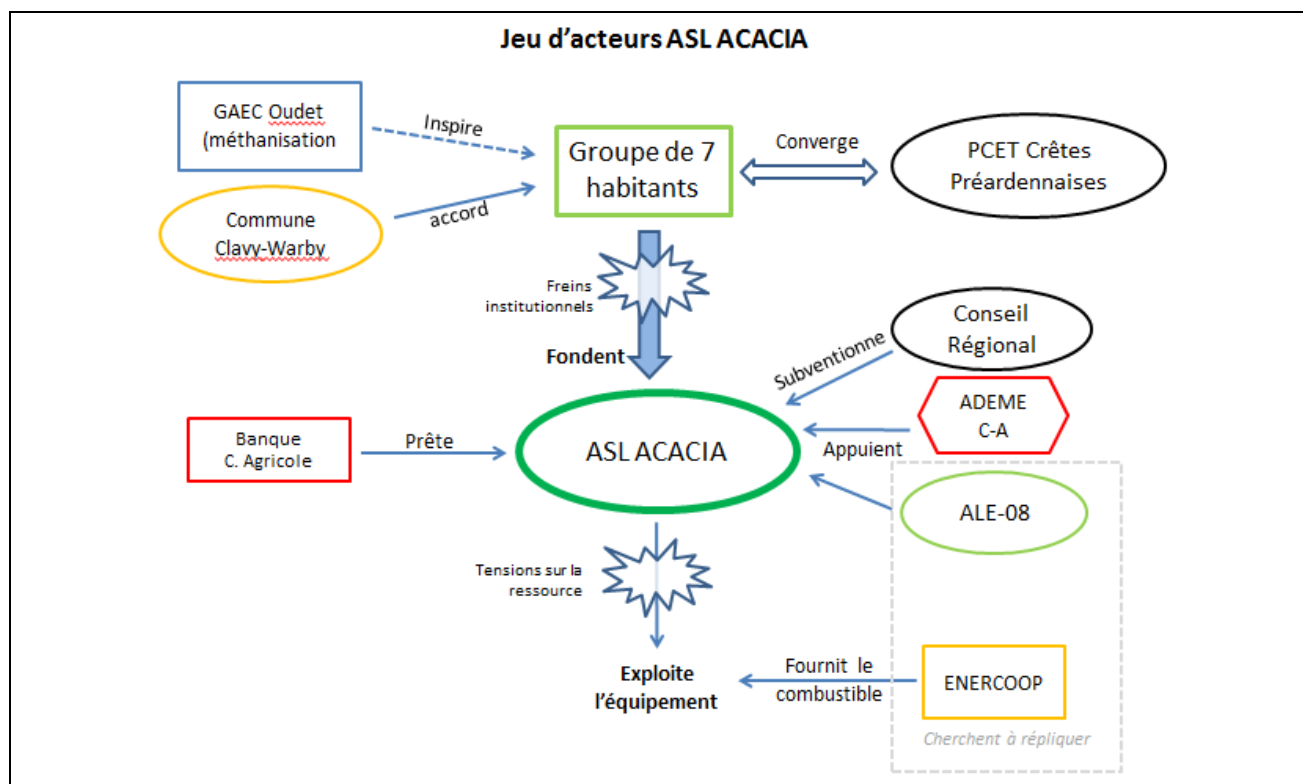 Jeu d'acteurs ASL ACACIA
GAEC Oudet
(méthanisation
Inspire
Groupe de 7
habitants
Converge
PCET Crêtes
Préardennaises
Commune
Clavy-Warby
accord
Freins
institutionnels
Fondent
Conseil
Régional
Subventionne
ADEME
C-A
Banque
C. Agricole
Prête
ASL ACACIA
Appuient
ALE-08
Tensions sur la
ressource
Exploite
l'équipement
Fournit le
combustible
ENERCOOP
Cherchent à répliquer